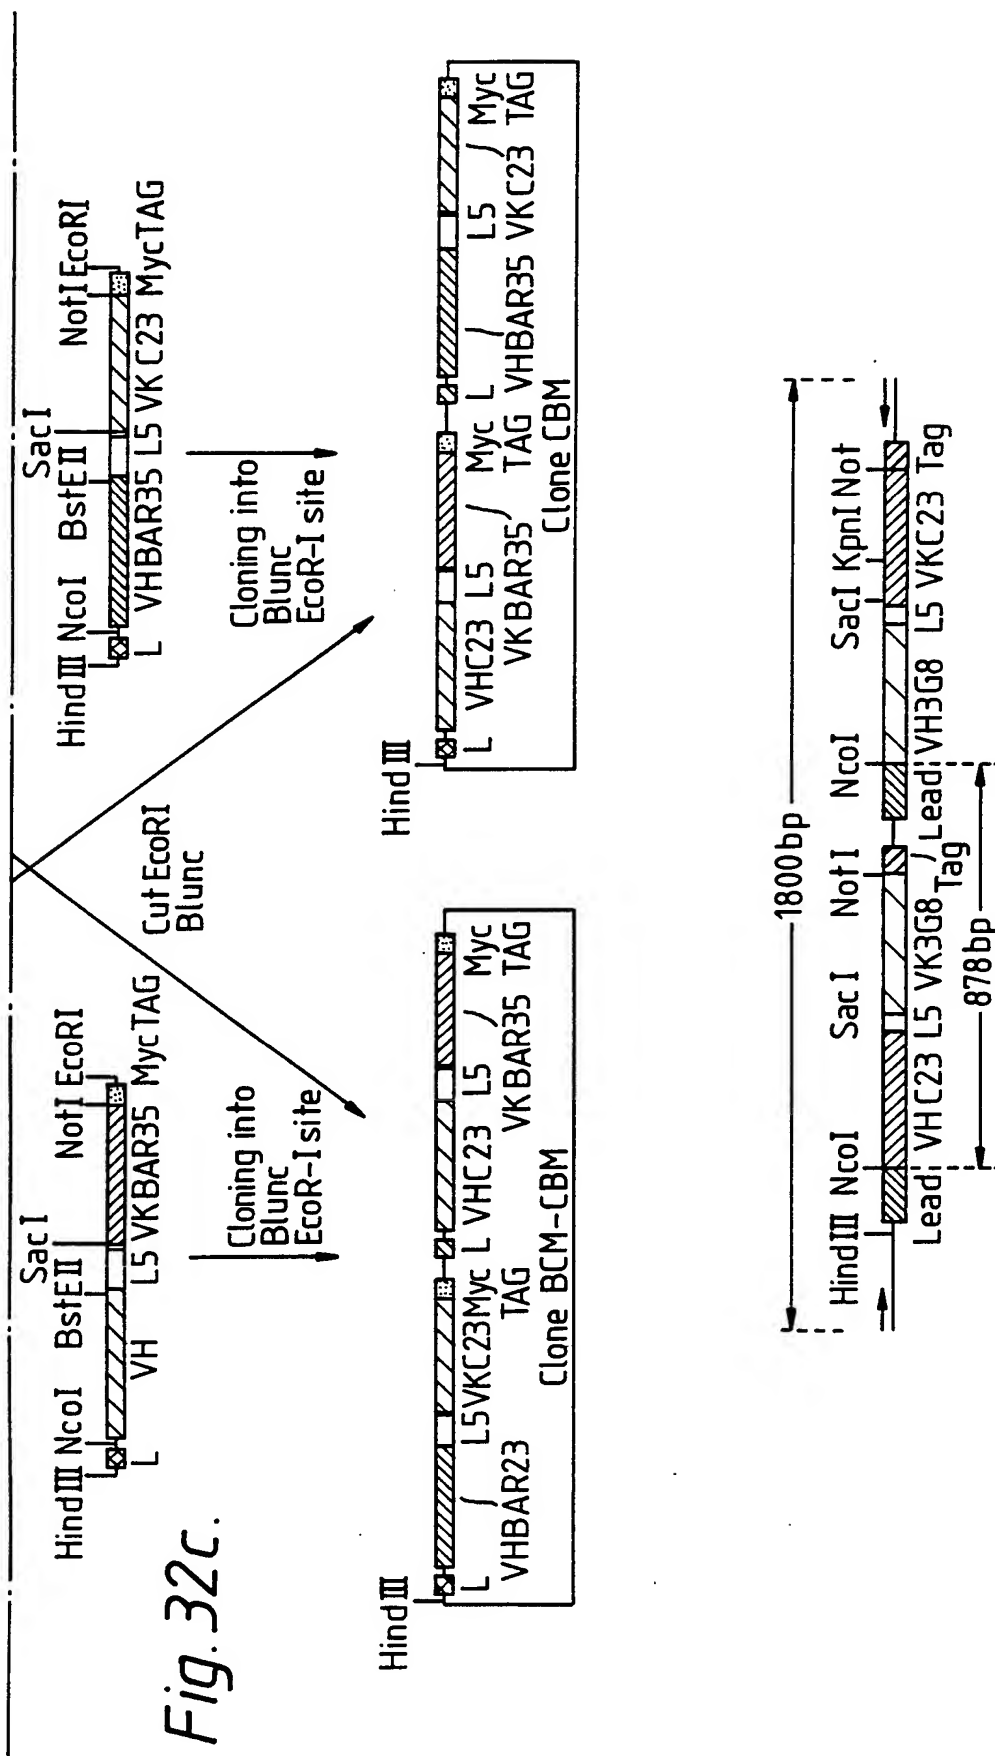 Fig. 32c.
HindIII NcoI BstEII SacI NotI EcoRI
L VH L5 VKBAR35 MycTAG
HindIII NcoI BstEII SacI NotI EcoRI
L VHBAR35 L5 VKC23 MycTAG
Cloning into
Blunc
EcoR-I site
Cut EcoRI
Blunc
Cloning into
Blunc
EcoR-I site
HindIII
L L5 VKC23 Myc L VHC23 L5 Myc
VHBAR23 TAG VKBAR35 TAG
Clone BCM-CBM
HindIII
L VHC23 L5 Myc L L5 Myc
VKBAR35 TAG VHBAR35 VKC23 TAG
Clone CBM
1800bp
HindIII NcoI SacI NotI NcoI SacI KpnI Not
Lead VHC23 L5 VK3G8 Lead VH3G8 L5 VKC23 Tag
Tag
878bp